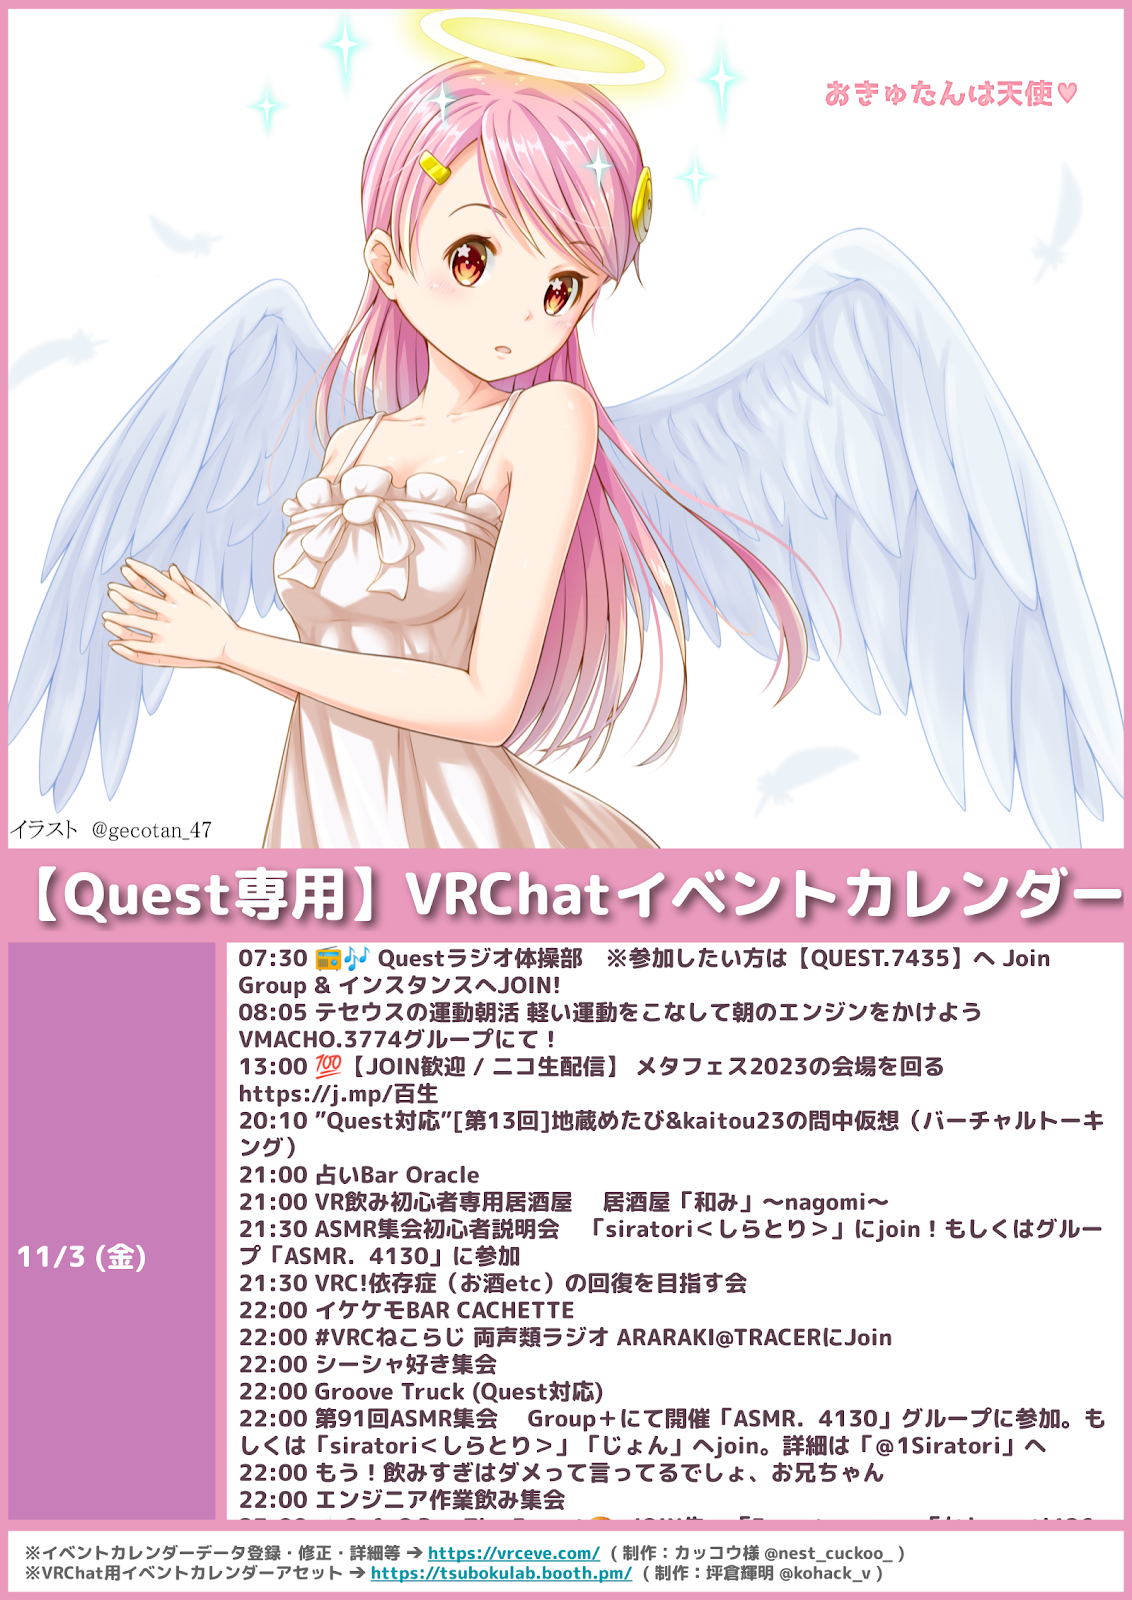 おきゅたんは天使♥
イラスト @gecotan_47
【Quest専用】VRChatイベントカレンダー
11/3 (金)
07:30 📻🎶 Questラジオ体操部　※参加したい方は【QUEST.7435】へ Join
Group & インスタンスへJOIN!
08:05 テセウスの運動朝活 軽い運動をこなして朝のエンジンをかけよう
VMACHO.3774グループにて！
13:00 💯【JOIN歓迎 / ニコ生配信】 メタフェス2023の会場を回る
https://j.mp/百生
20:10 ”Quest対応”[第13回]地蔵めたび&kaitou23の問中仮想（バーチャルトーキ
ング）
21:00 占いBar Oracle
21:00 VR飲み初心者専用居酒屋　居酒屋「和み」～nagomi～
21:30 ASMR集会初心者説明会　「siratori＜しらとり＞」にjoin！もしくはグルー
プ「ASMR．4130」に参加
21:30 VRC!依存症（お酒etc）の回復を目指す会
22:00 イケケモBAR CACHETTE
22:00 #VRCねこらじ 両声類ラジオ ARARAKI@TRACERにJoin
22:00 シーシャ好き集会
22:00 Groove Truck (Quest対応)
22:00 第91回ASMR集会　Group＋にて開催「ASMR．4130」グループに参加。も
しくは「siratori＜しらとり＞」「じょん」へjoin。詳細は「＠1Siratori」へ
22:00 もう！飲みすぎはダメって言ってるでしょ、お兄ちゃん
22:00 エンジニア作業飲み集会
※イベントカレンダーデータ登録・修正・詳細等 ➔ https://vrceve.com/ ( 制作：カッコウ様 @nest_cuckoo_ )
※VRChat用イベントカレンダーアセット ➔ https://tsubokulab.booth.pm/ ( 制作：坪倉輝明 @kohack_v )